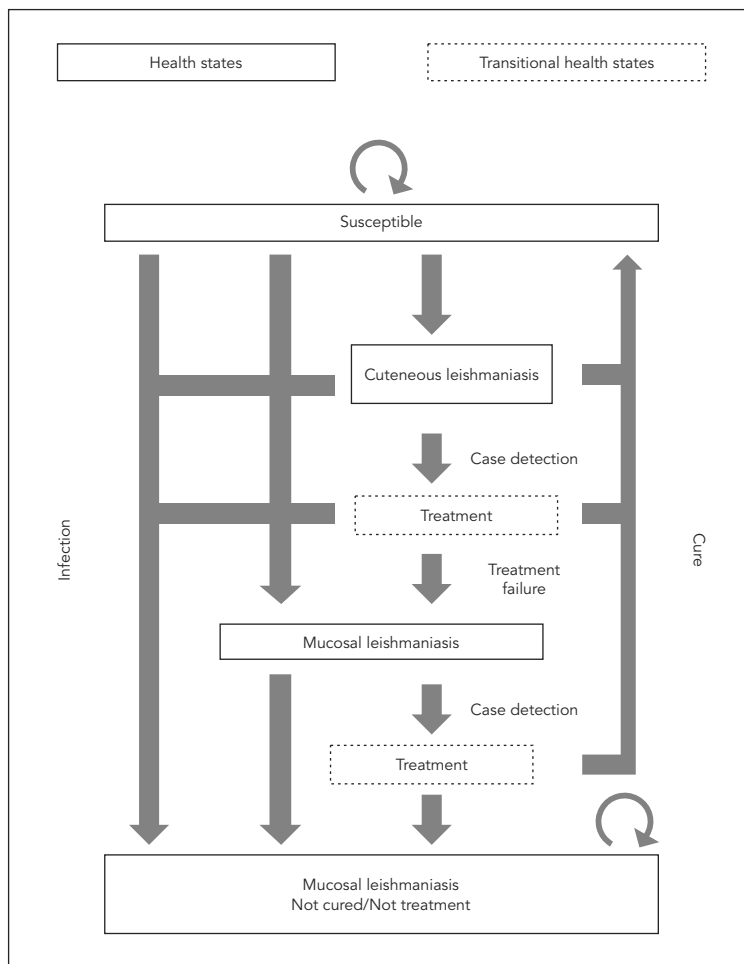 Health states
Transitional health states
Susceptible
Cuteneous leishmaniasis
Case detection
Treatment
Treatment
failure
Infection
Cure
Mucosal leishmaniasis
Case detection
Treatment
Mucosal leishmaniasis
Not cured/Not treatment